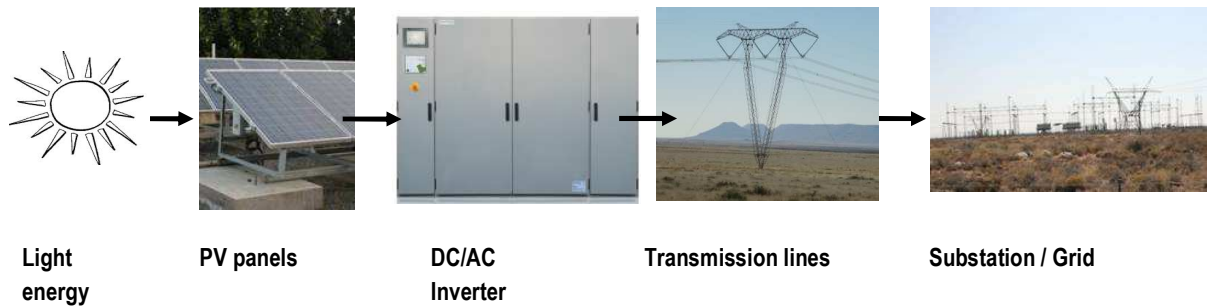 Light energy
PV panels
DC/AC Inverter
Transmission lines
Substation / Grid